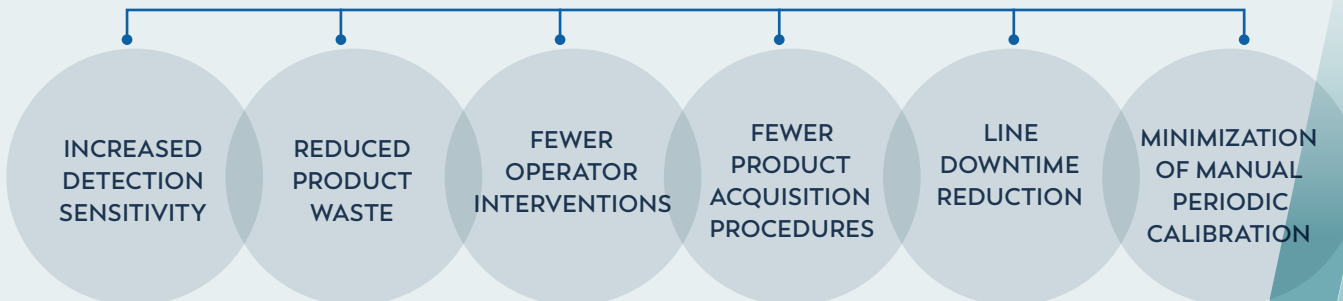 INCREASED
DETECTION
SENSITIVITY
REDUCED
PRODUCT
WASTE
FEWER
OPERATOR
INTERVENTIONS
FEWER
PRODUCT
ACQUISITION
PROCEDURES
LINE
DOWNTIME
REDUCTION
MINIMIZATION
OF MANUAL
PERIODIC
CALIBRATION